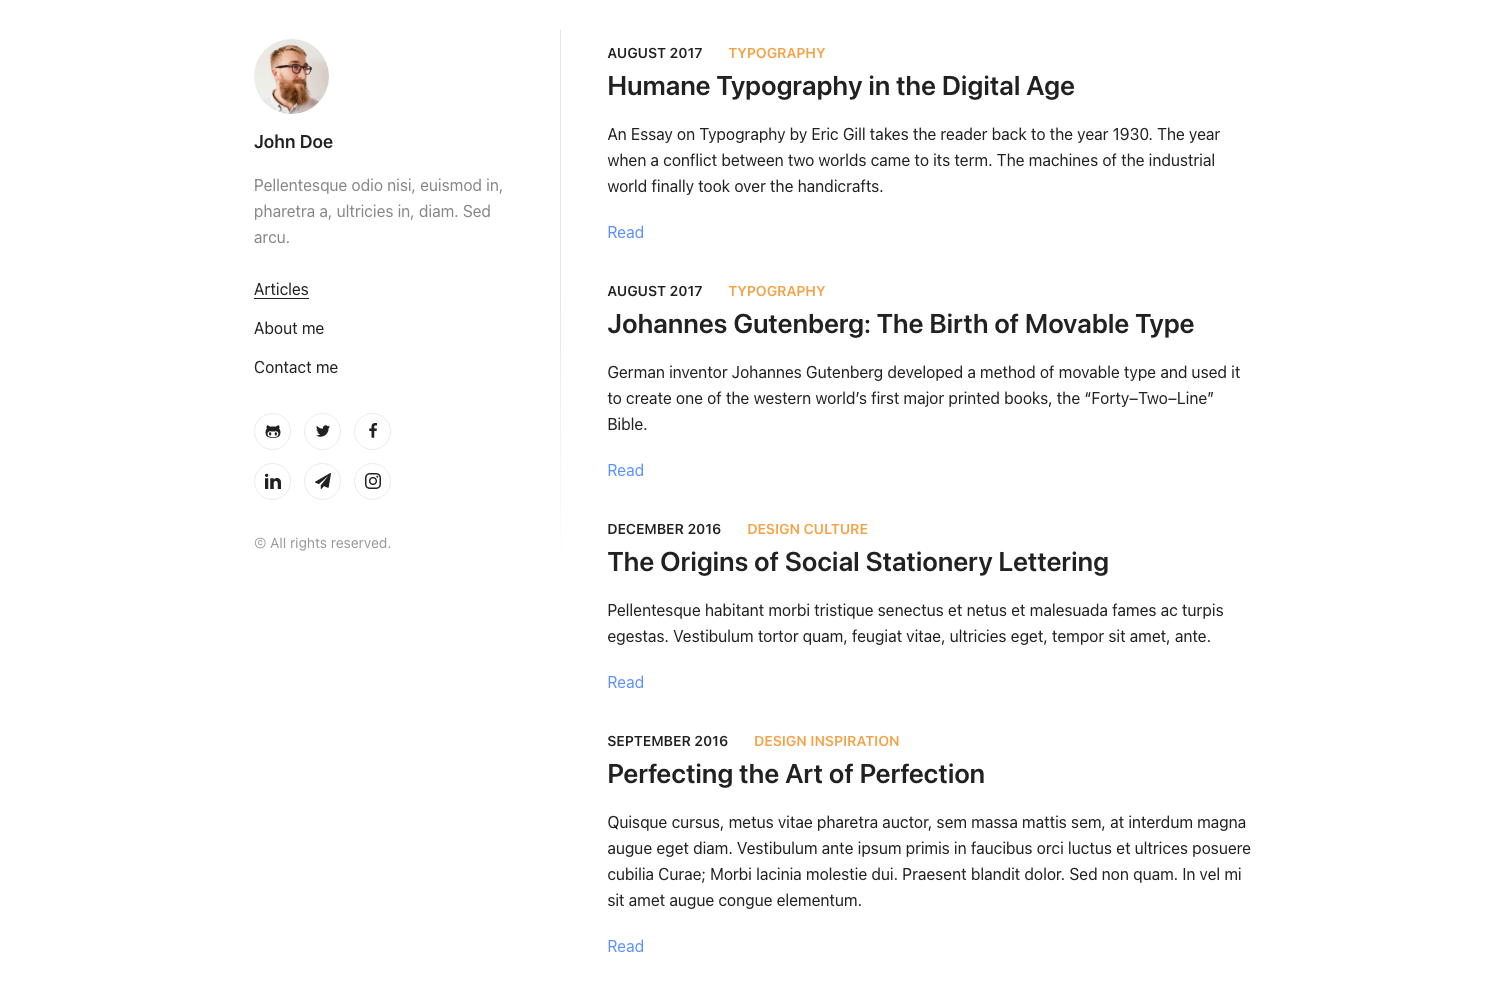 John Doe
Pellentesque odio nisi, euismod in,
pharetra a, ultricies in, diam. Sed
arcu.
Articles
About me
Contact me
© All rights reserved.
AUGUST 2017 TYPOGRAPHY
Humane Typography in the Digital Age
An Essay on Typography by Eric Gill takes the reader back to the year 1930. The year
when a conflict between two worlds came to its term. The machines of the industrial
world finally took over the handicrafts.
Read
AUGUST 2017 TYPOGRAPHY
Johannes Gutenberg: The Birth of Movable Type
German inventor Johannes Gutenberg developed a method of movable type and used it
to create one of the western world’s first major printed books, the “Forty–Two–Line”
Bible.
Read
DECEMBER 2016 DESIGN CULTURE
The Origins of Social Stationery Lettering
Pellentesque habitant morbi tristique senectus et netus et malesuada fames ac turpis
egestas. Vestibulum tortor quam, feugiat vitae, ultricies eget, tempor sit amet, ante.
Read
SEPTEMBER 2016 DESIGN INSPIRATION
Perfecting the Art of Perfection
Quisque cursus, metus vitae pharetra auctor, sem massa mattis sem, at interdum magna
augue eget diam. Vestibulum ante ipsum primis in faucibus orci luctus et ultrices posuere
cubilia Curae; Morbi lacinia molestie dui. Praesent blandit dolor. Sed non quam. In vel mi
sit amet augue congue elementum.
Read